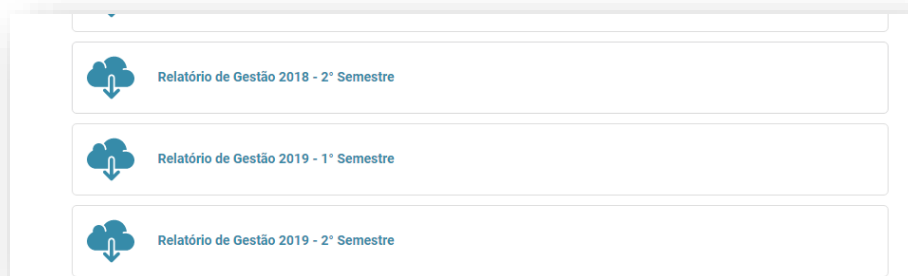 Relatório de Gestão 2018 - 2° Semestre
Relatório de Gestão 2019 - 1° Semestre
Relatório de Gestão 2019 - 2° Semestre